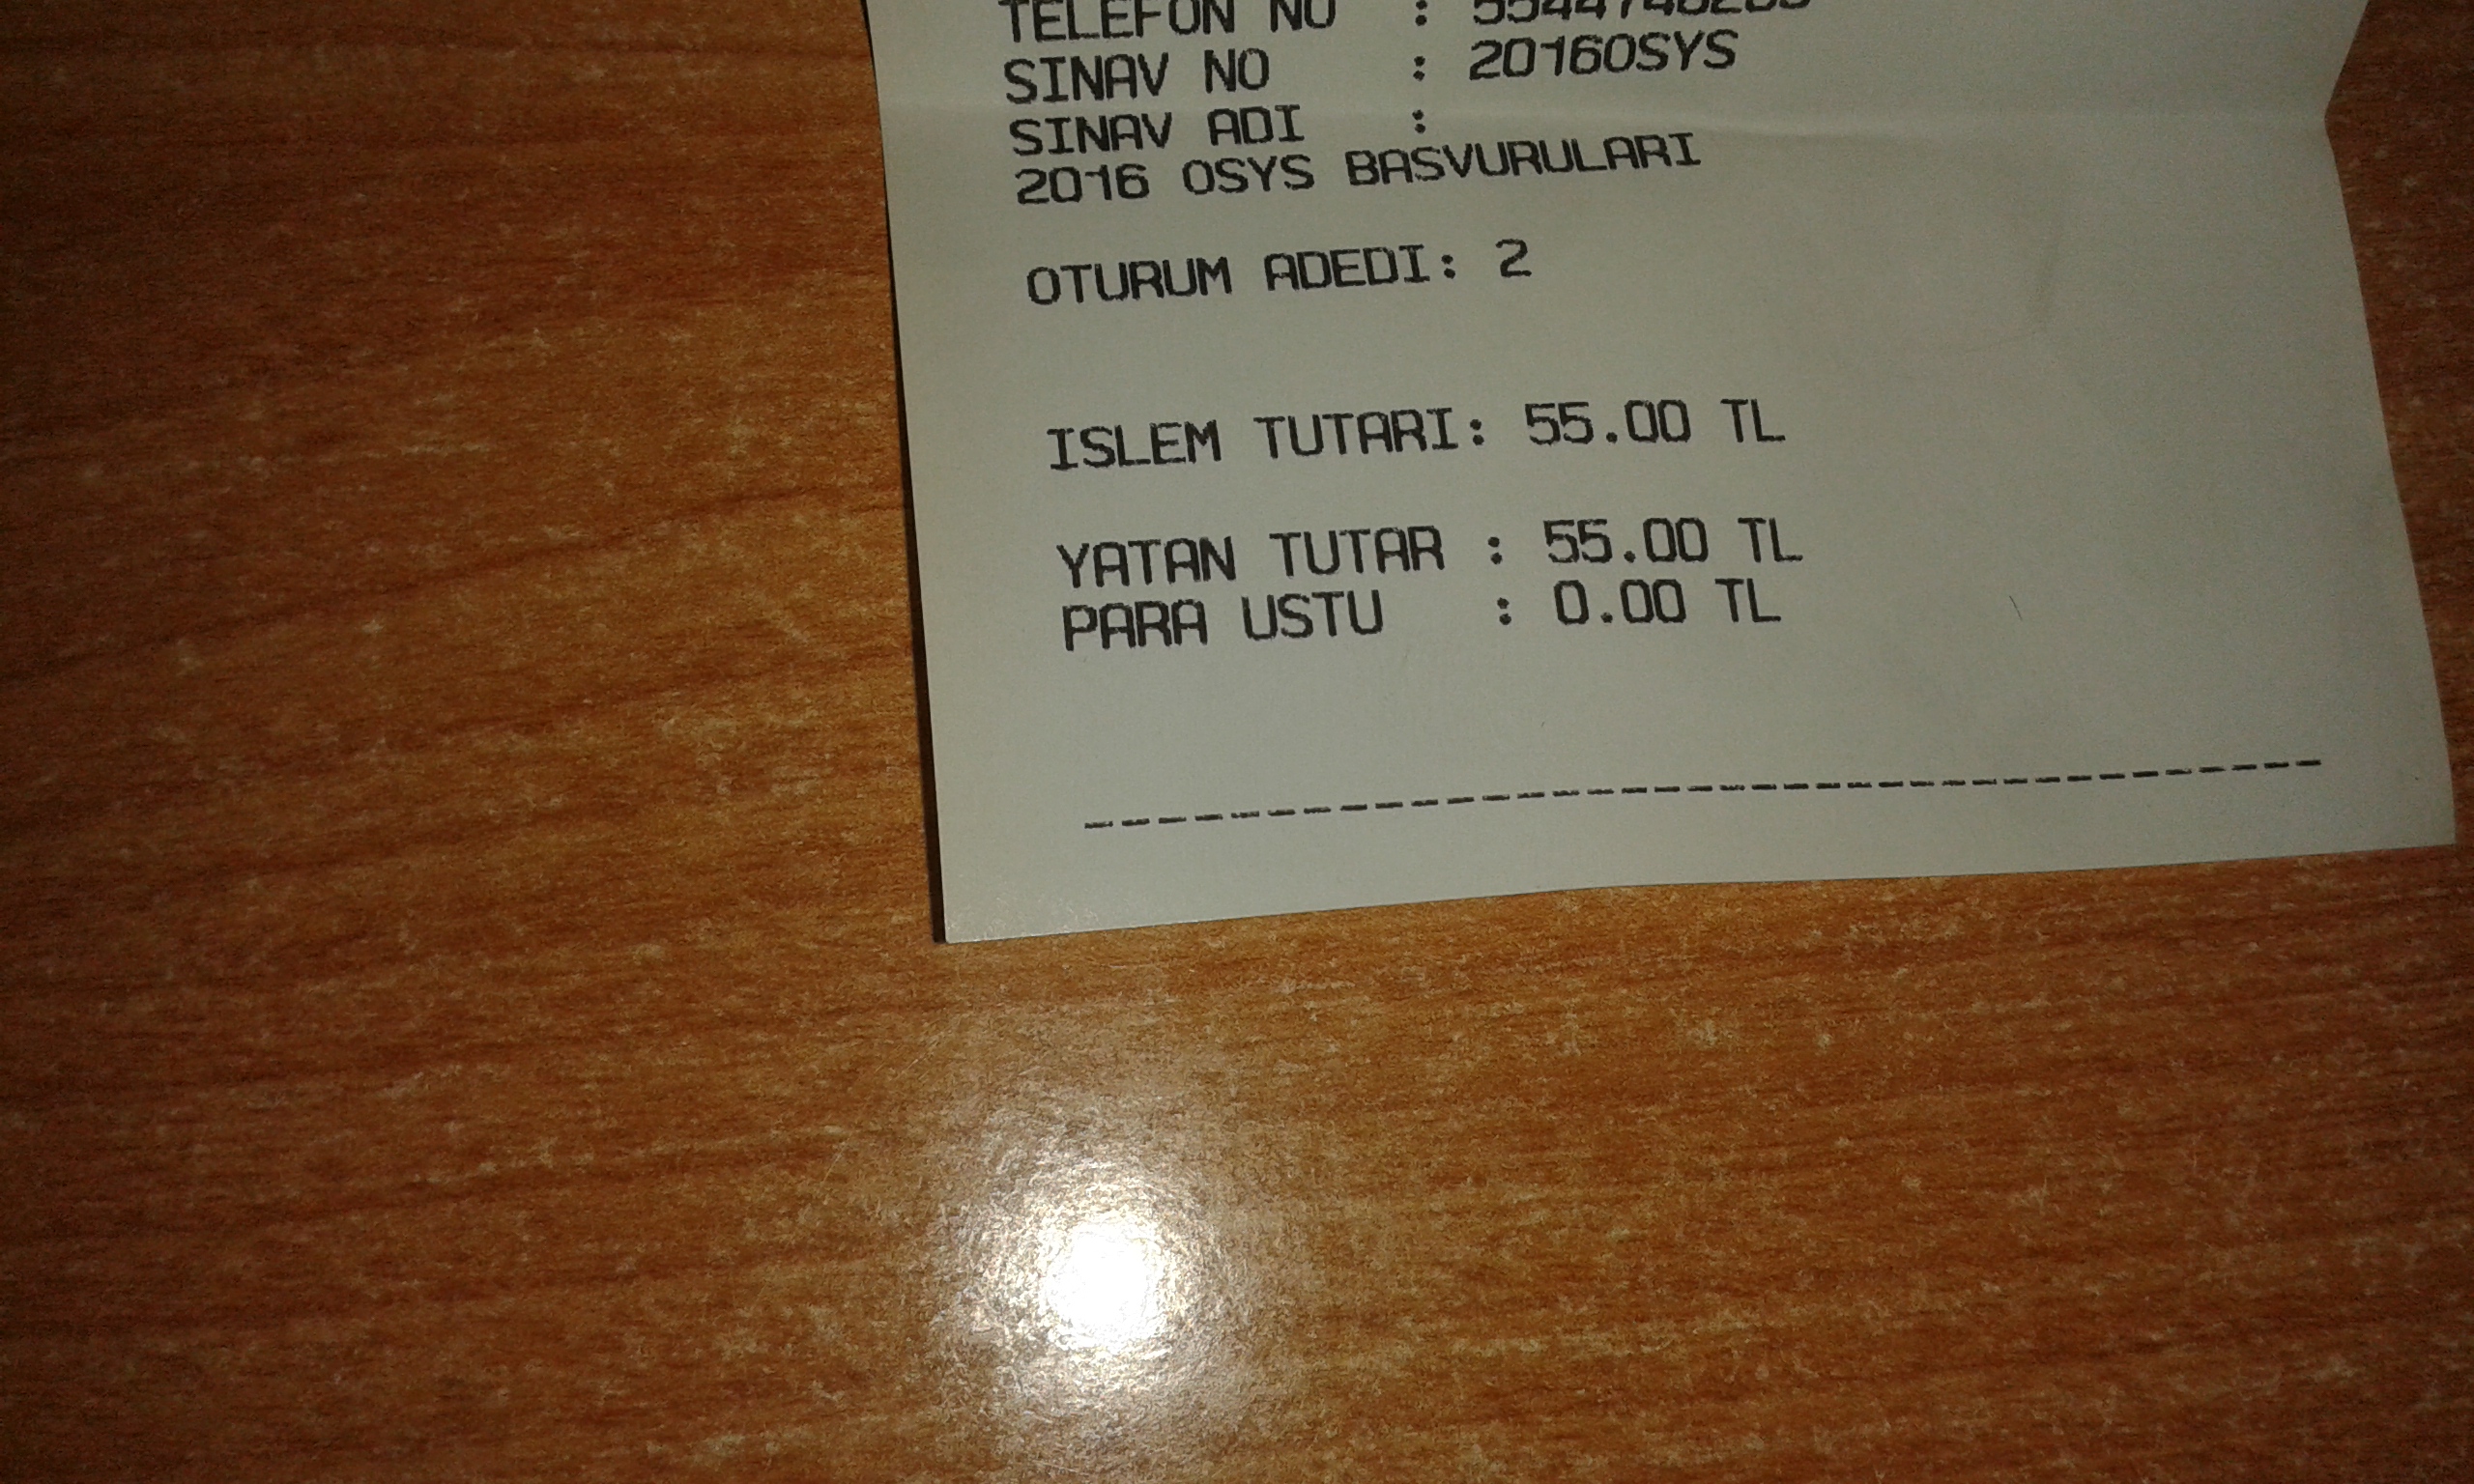 TELEFON NO :
SINAV NO : 2016OSYS
SINAV ADI :
2016 OSYS BASVURULARI
OTURUM ADEDI: 2
ISLEM TUTARI: 55.00 TL
YATAN TUTAR : 55.00 TL
PARA USTU : 0.00 TL